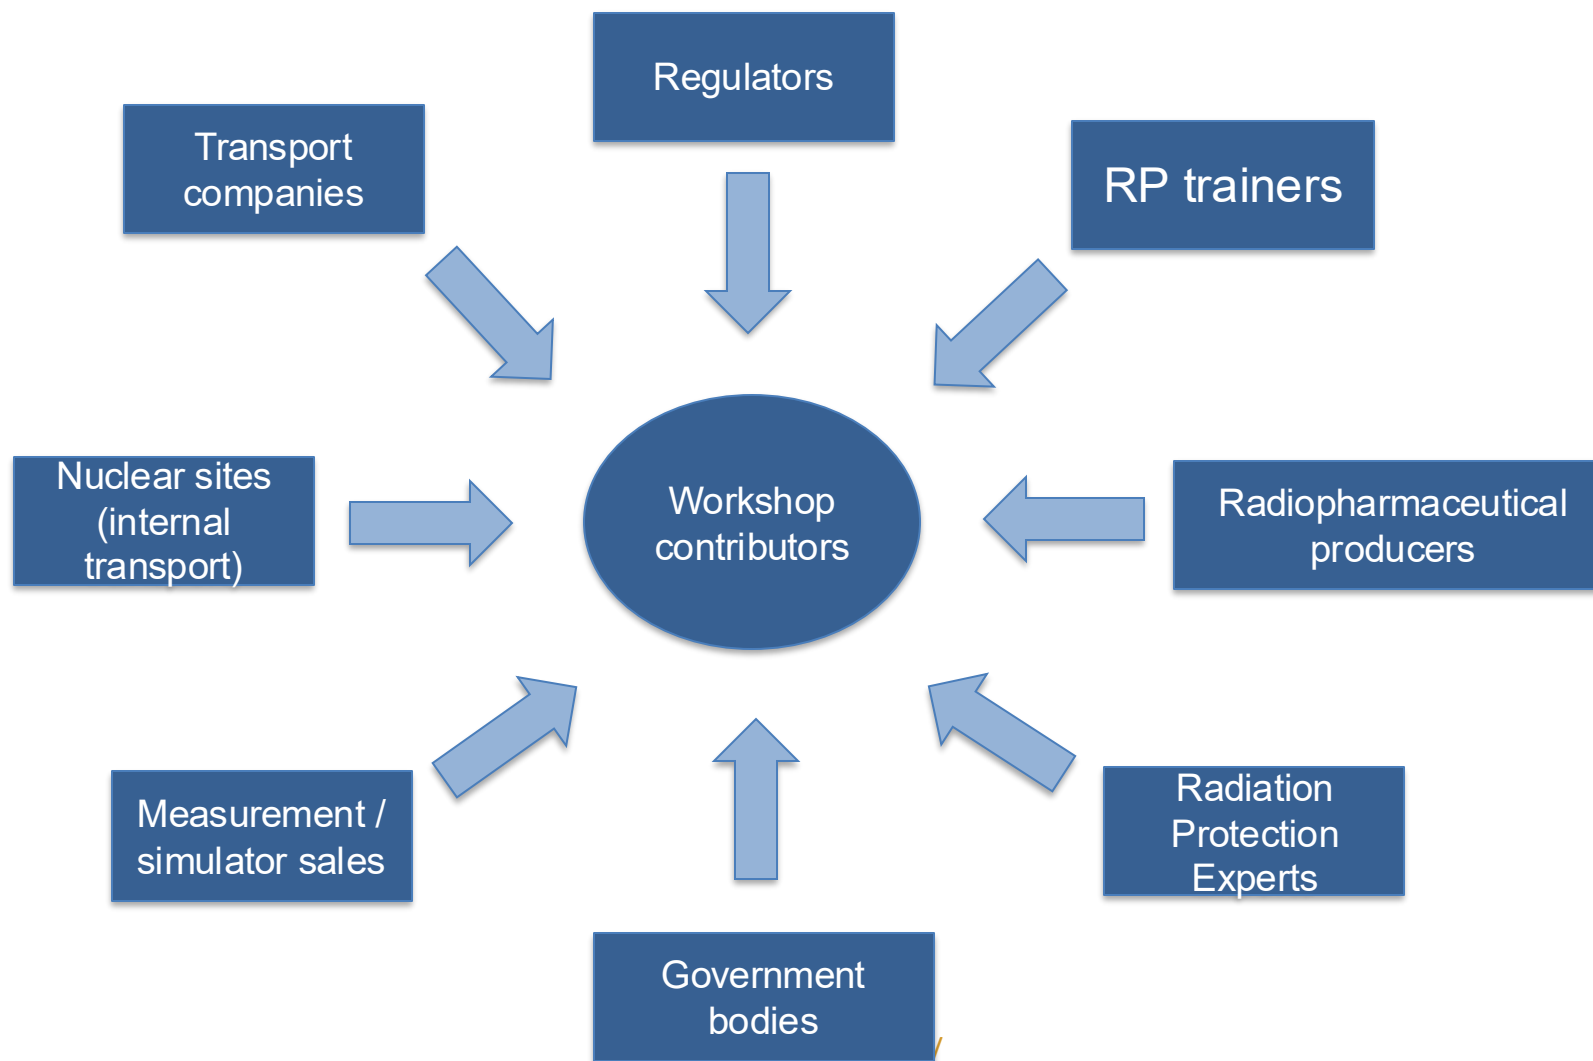 Regulators
Transport
companies
RP trainers
Nuclear sites
(internal
transport)
Workshop
contributors
Radiopharmaceutical
producers
Measurement /
simulator sales
Radiation
Protection
Experts
Government
bodies